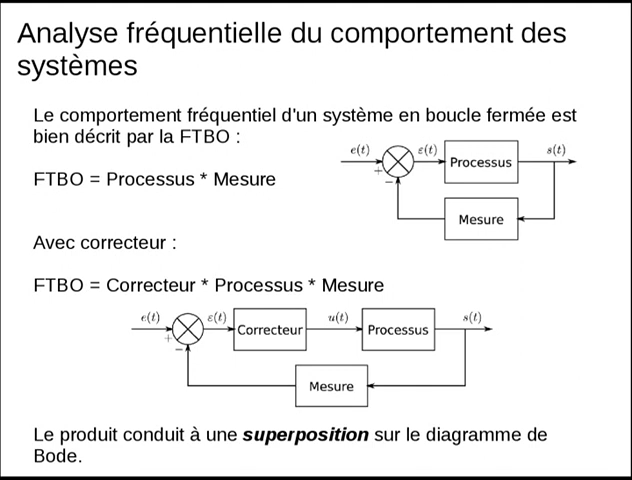 Analyse fréquentielle du comportement des
systèmes
Le comportement fréquentiel d'un système en boucle fermée est
bien décrit par la FTBO :
e(t)
ε(t)
s(t)
+
−
Processus
Mesure
FTBO = Processus * Mesure
Avec correcteur :
FTBO = Correcteur * Processus * Mesure
e(t)
ε(t)
u(t)
s(t)
+
−
Correcteur
Processus
Mesure
Le produit conduit à une superposition sur le diagramme de
Bode.